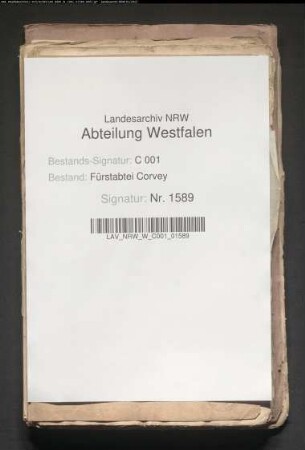 Landesarchiv NRW
Abteilung Westfalen
Bestands-Signatur: C 001
Bestand: Fürstabtei Corvey
Signatur: Nr. 1589
LAV_NRW_W_C001_01589